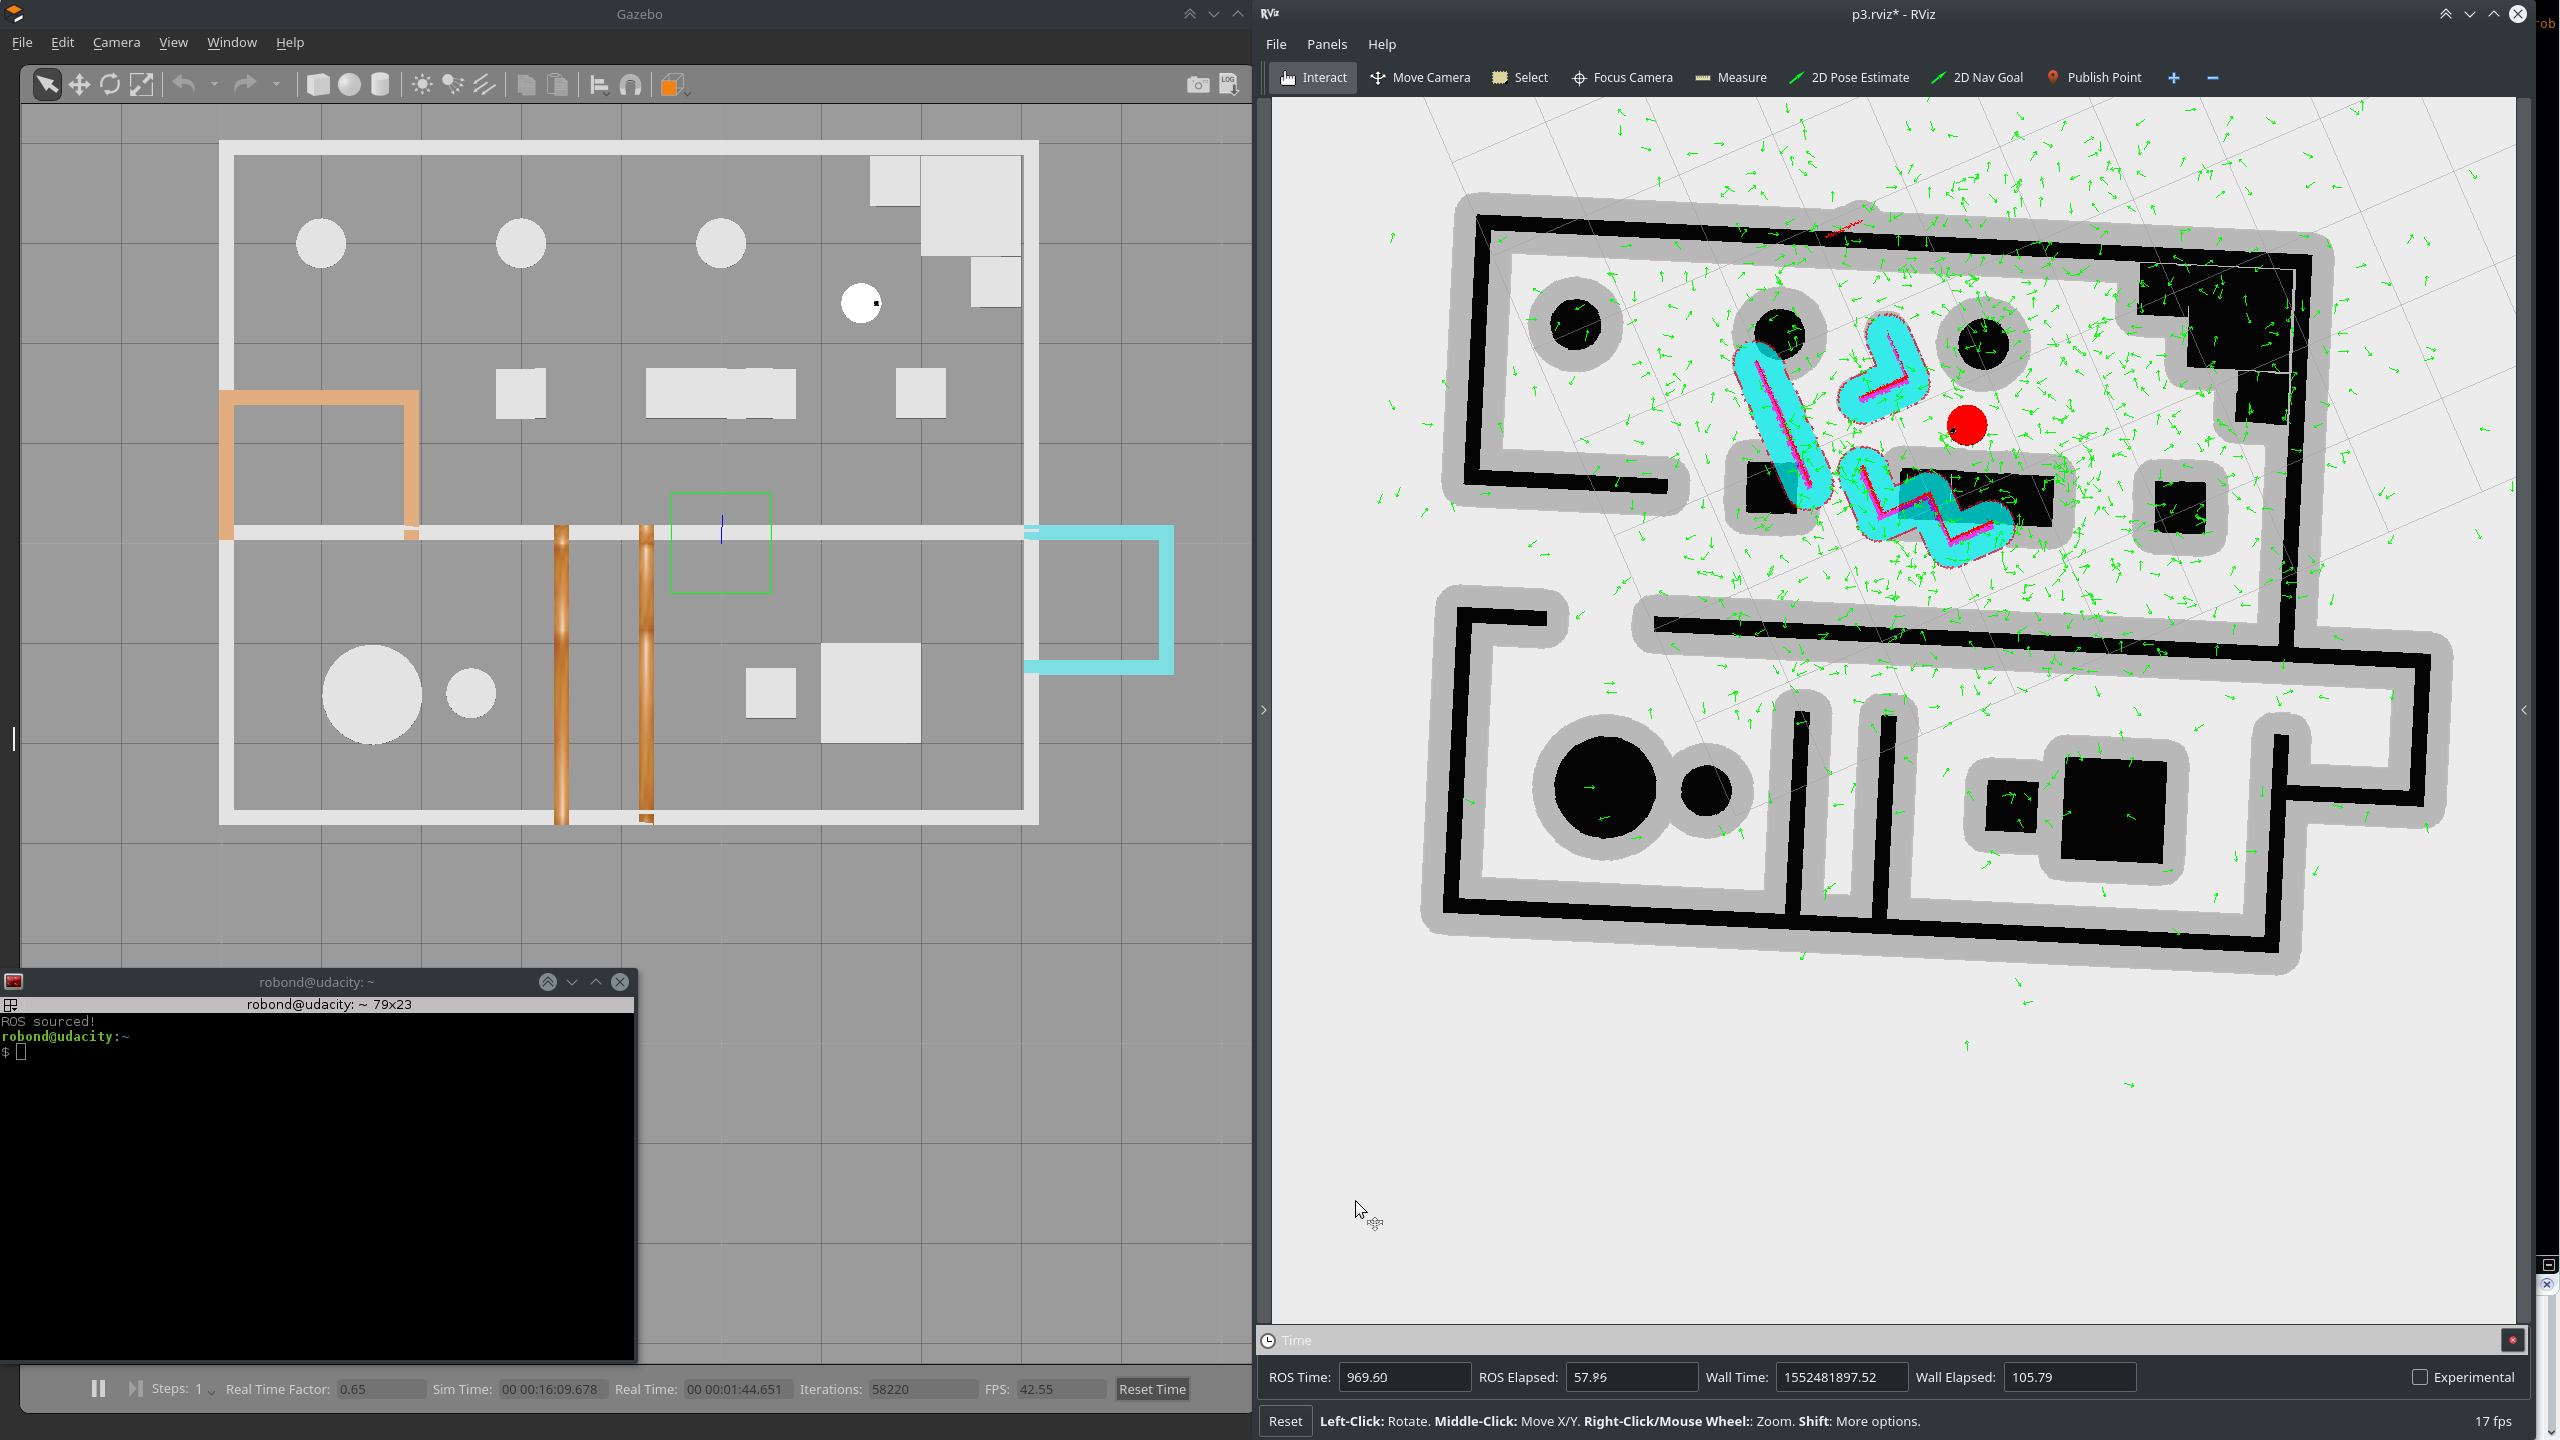 Gazebo
File Edit Camera View Window Help
LOG
Steps: 1 Real Time Factor: 0.65 Sim Time: 00 00:16:09.678 Real Time: 00 00:01:44.651 Iterations: 58220 FPS: 42.55 Reset Time
robond@udacity: ~
robond@udacity: ~ 79x23
ROS sourced!
robond@udacity:~
$
RViz p3.rviz* - RViz
File Panels Help
Interact Move Camera Select Focus Camera Measure 2D Pose Estimate 2D Nav Goal Publish Point
Time
ROS Time: 969.60 ROS Elapsed: 57.96 Wall Time: 1552481897.52 Wall Elapsed: 105.79 Experimental
Reset Left-Click: Rotate. Middle-Click: Move X/Y. Right-Click/Mouse Wheel:: Zoom. Shift: More options. 17 fps
rob